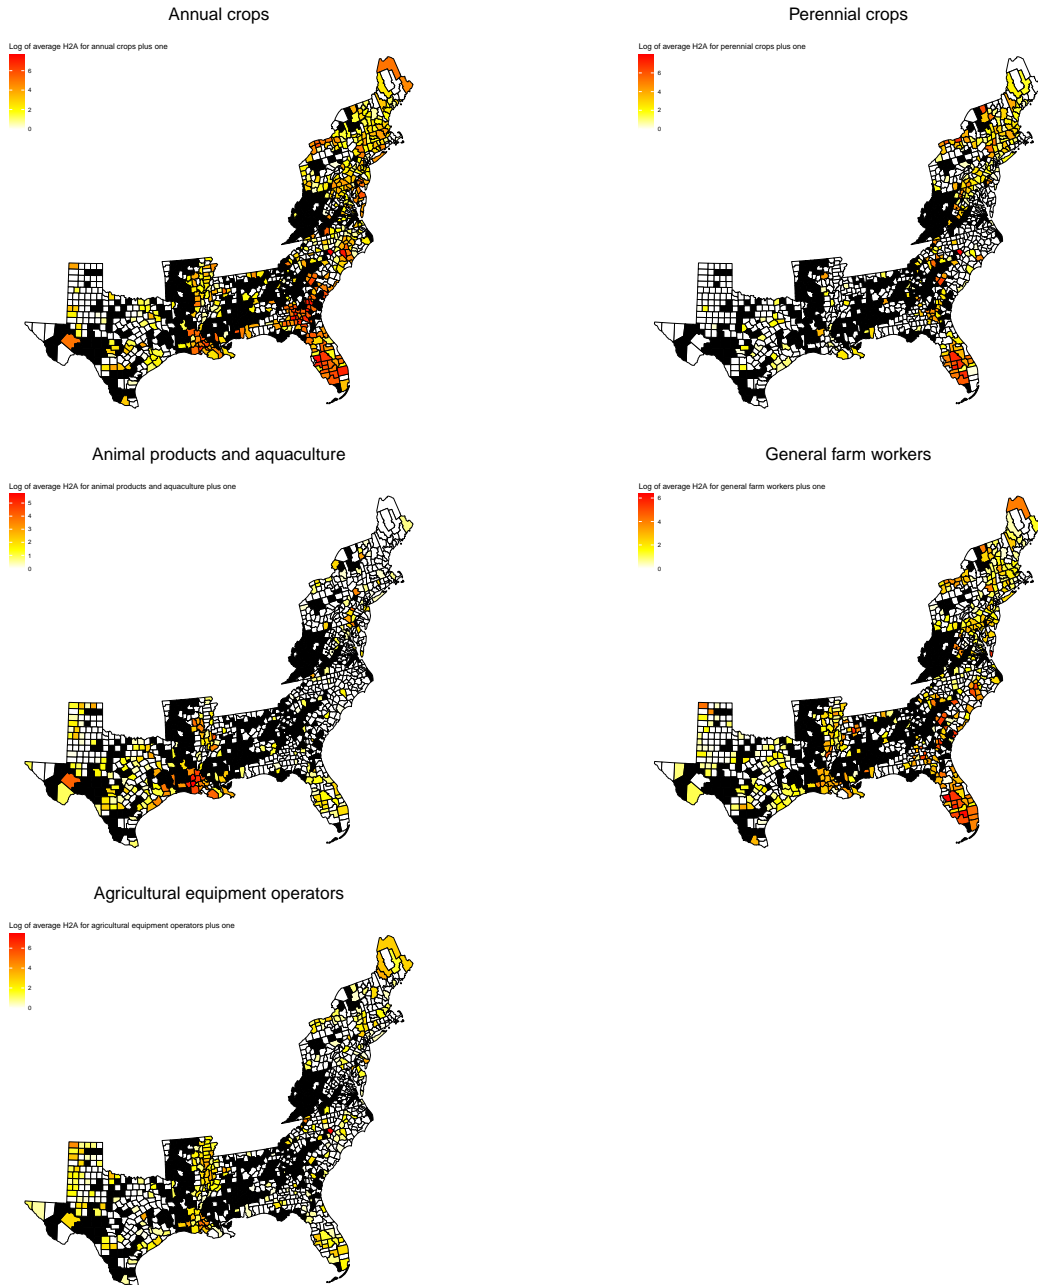 Annual crops
Log of average H2A for annual crops plus one
6
4
2
0
Perennial crops
Log of average H2A for perennial crops plus one
6
4
2
0
Animal products and aquaculture
Log of average H2A for animal products and aquaculture plus one
5
4
3
2
1
0
General farm workers
Log of average H2A for general farm workers plus one
6
4
2
0
Agricultural equipment operators
Log of average H2A for agricultural equipment operators plus one
6
4
2
0